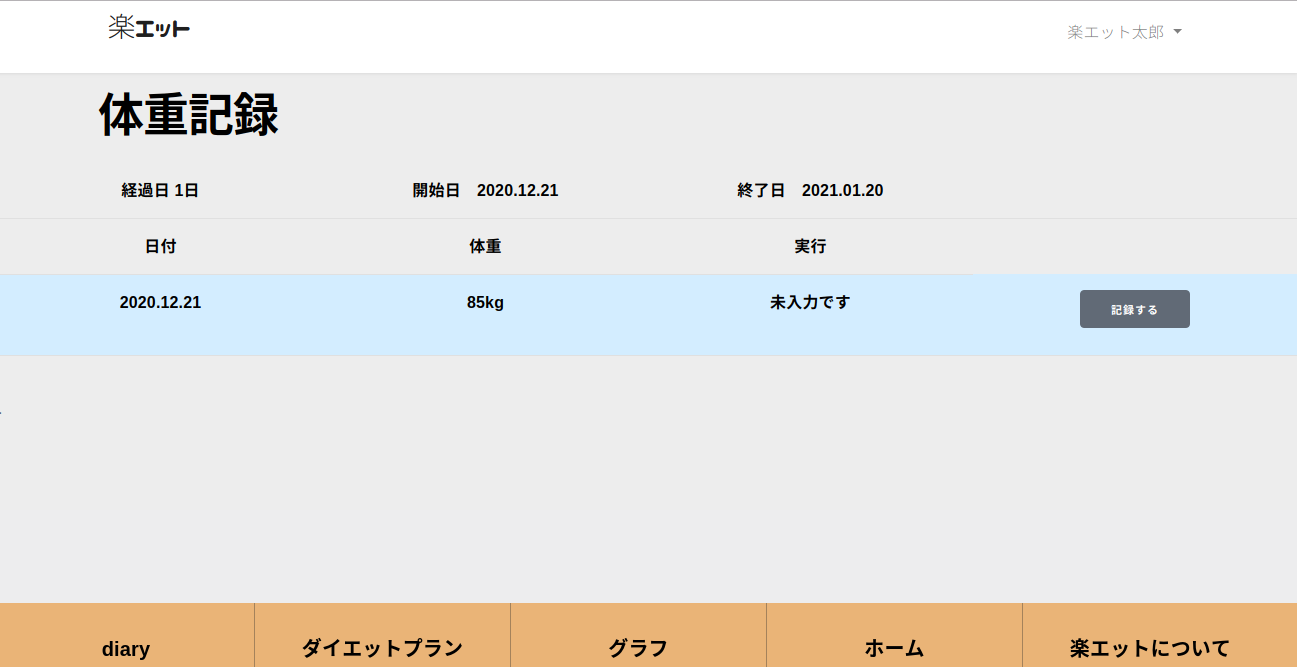 楽エット
楽エット太郎
体重記録
経過日 1日 開始日 2020.12.21 終了日 2021.01.20
日付 体重 実行
2020.12.21 85kg 未入力です 記録する
diary ダイエットプラン グラフ ホーム 楽エットについて